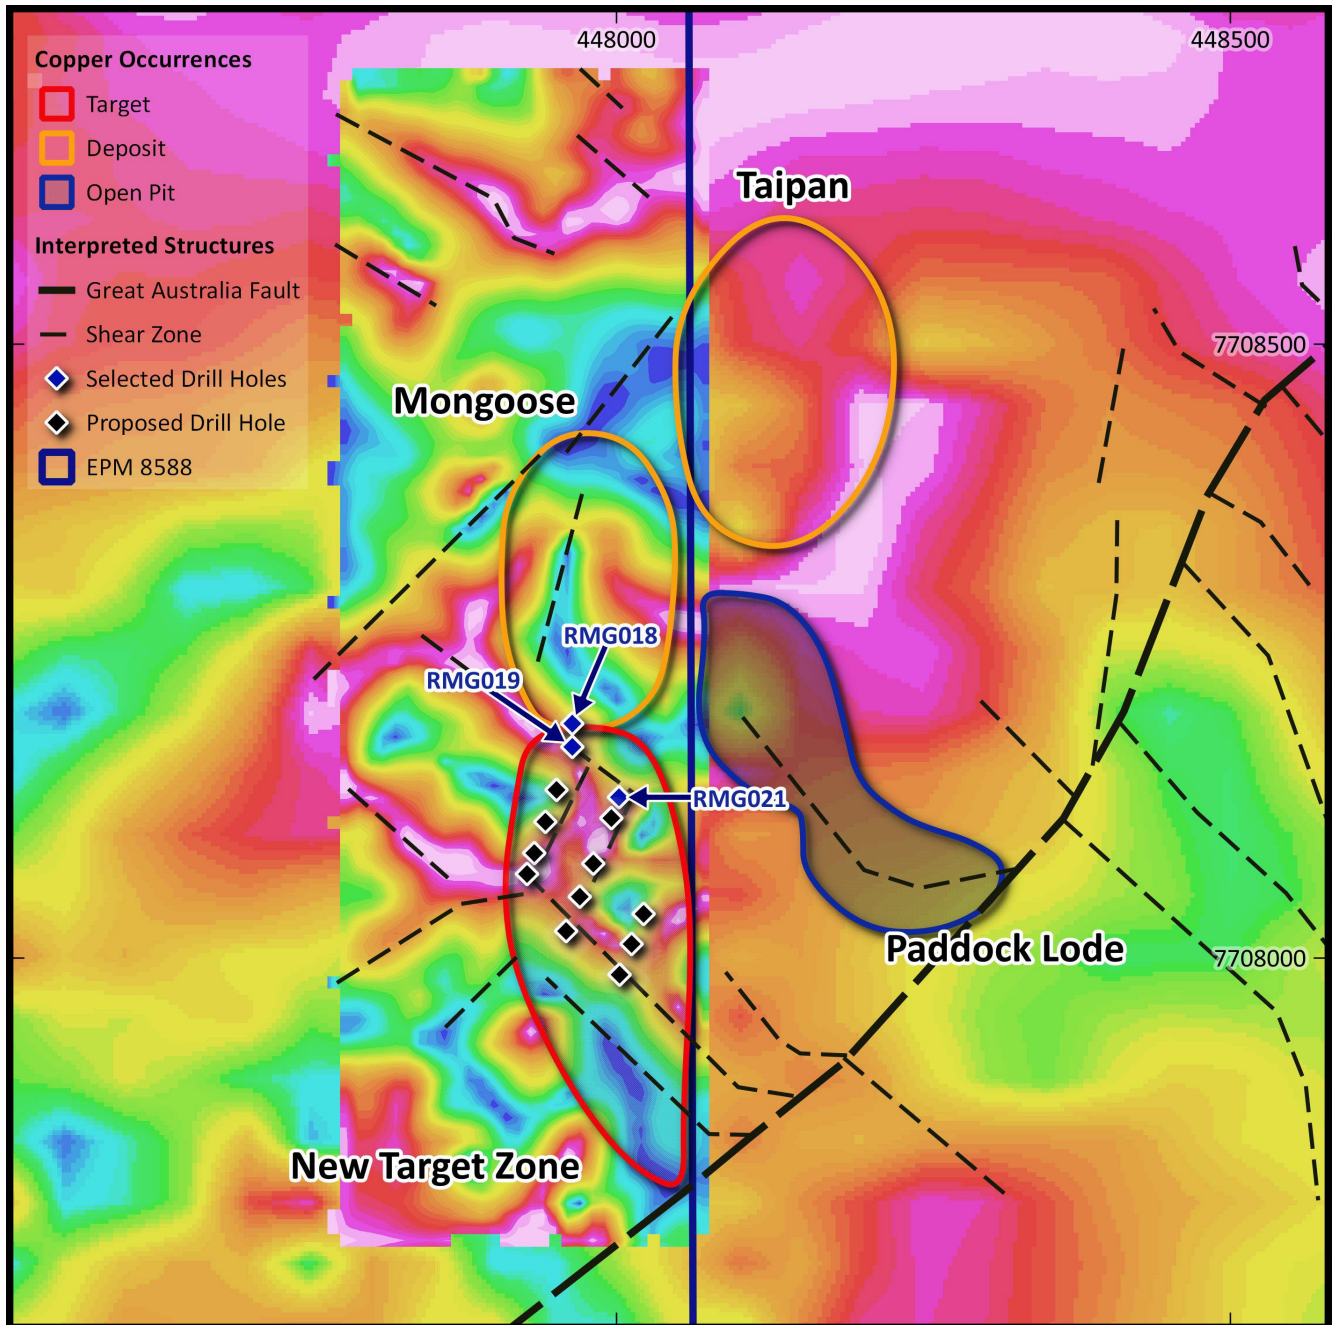 448000
448500
Copper Occurrences
Target
Deposit
Open Pit
Interpreted Structures
Great Australia Fault
Shear Zone
Selected Drill Holes
Proposed Drill Hole
EPM 8588
Taipan
7708500
Mongoose
RMG018
RMG019
RMG021
Paddock Lode
7708000
New Target Zone